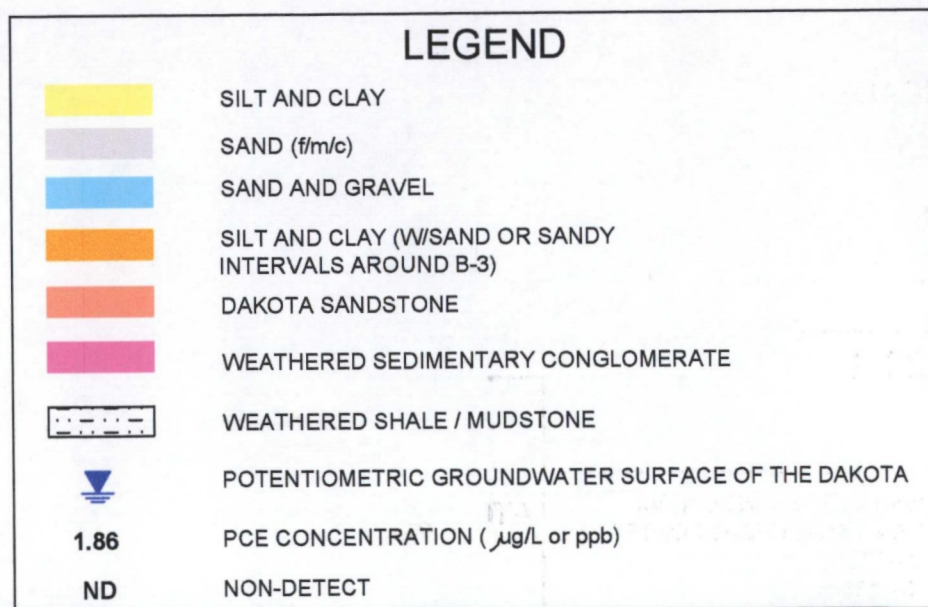 LEGEND
SILT AND CLAY
SAND (f/m/c)
SAND AND GRAVEL
SILT AND CLAY (W/SAND OR SANDY
INTERVALS AROUND B-3)
DAKOTA SANDSTONE
WEATHERED SEDIMENTARY CONGLOMERATE
WEATHERED SHALE / MUDSTONE
POTENTIOMETRIC GROUNDWATER SURFACE OF THE DAKOTA
1.86 PCE CONCENTRATION ( µg/L or ppb)
ND NON-DETECT